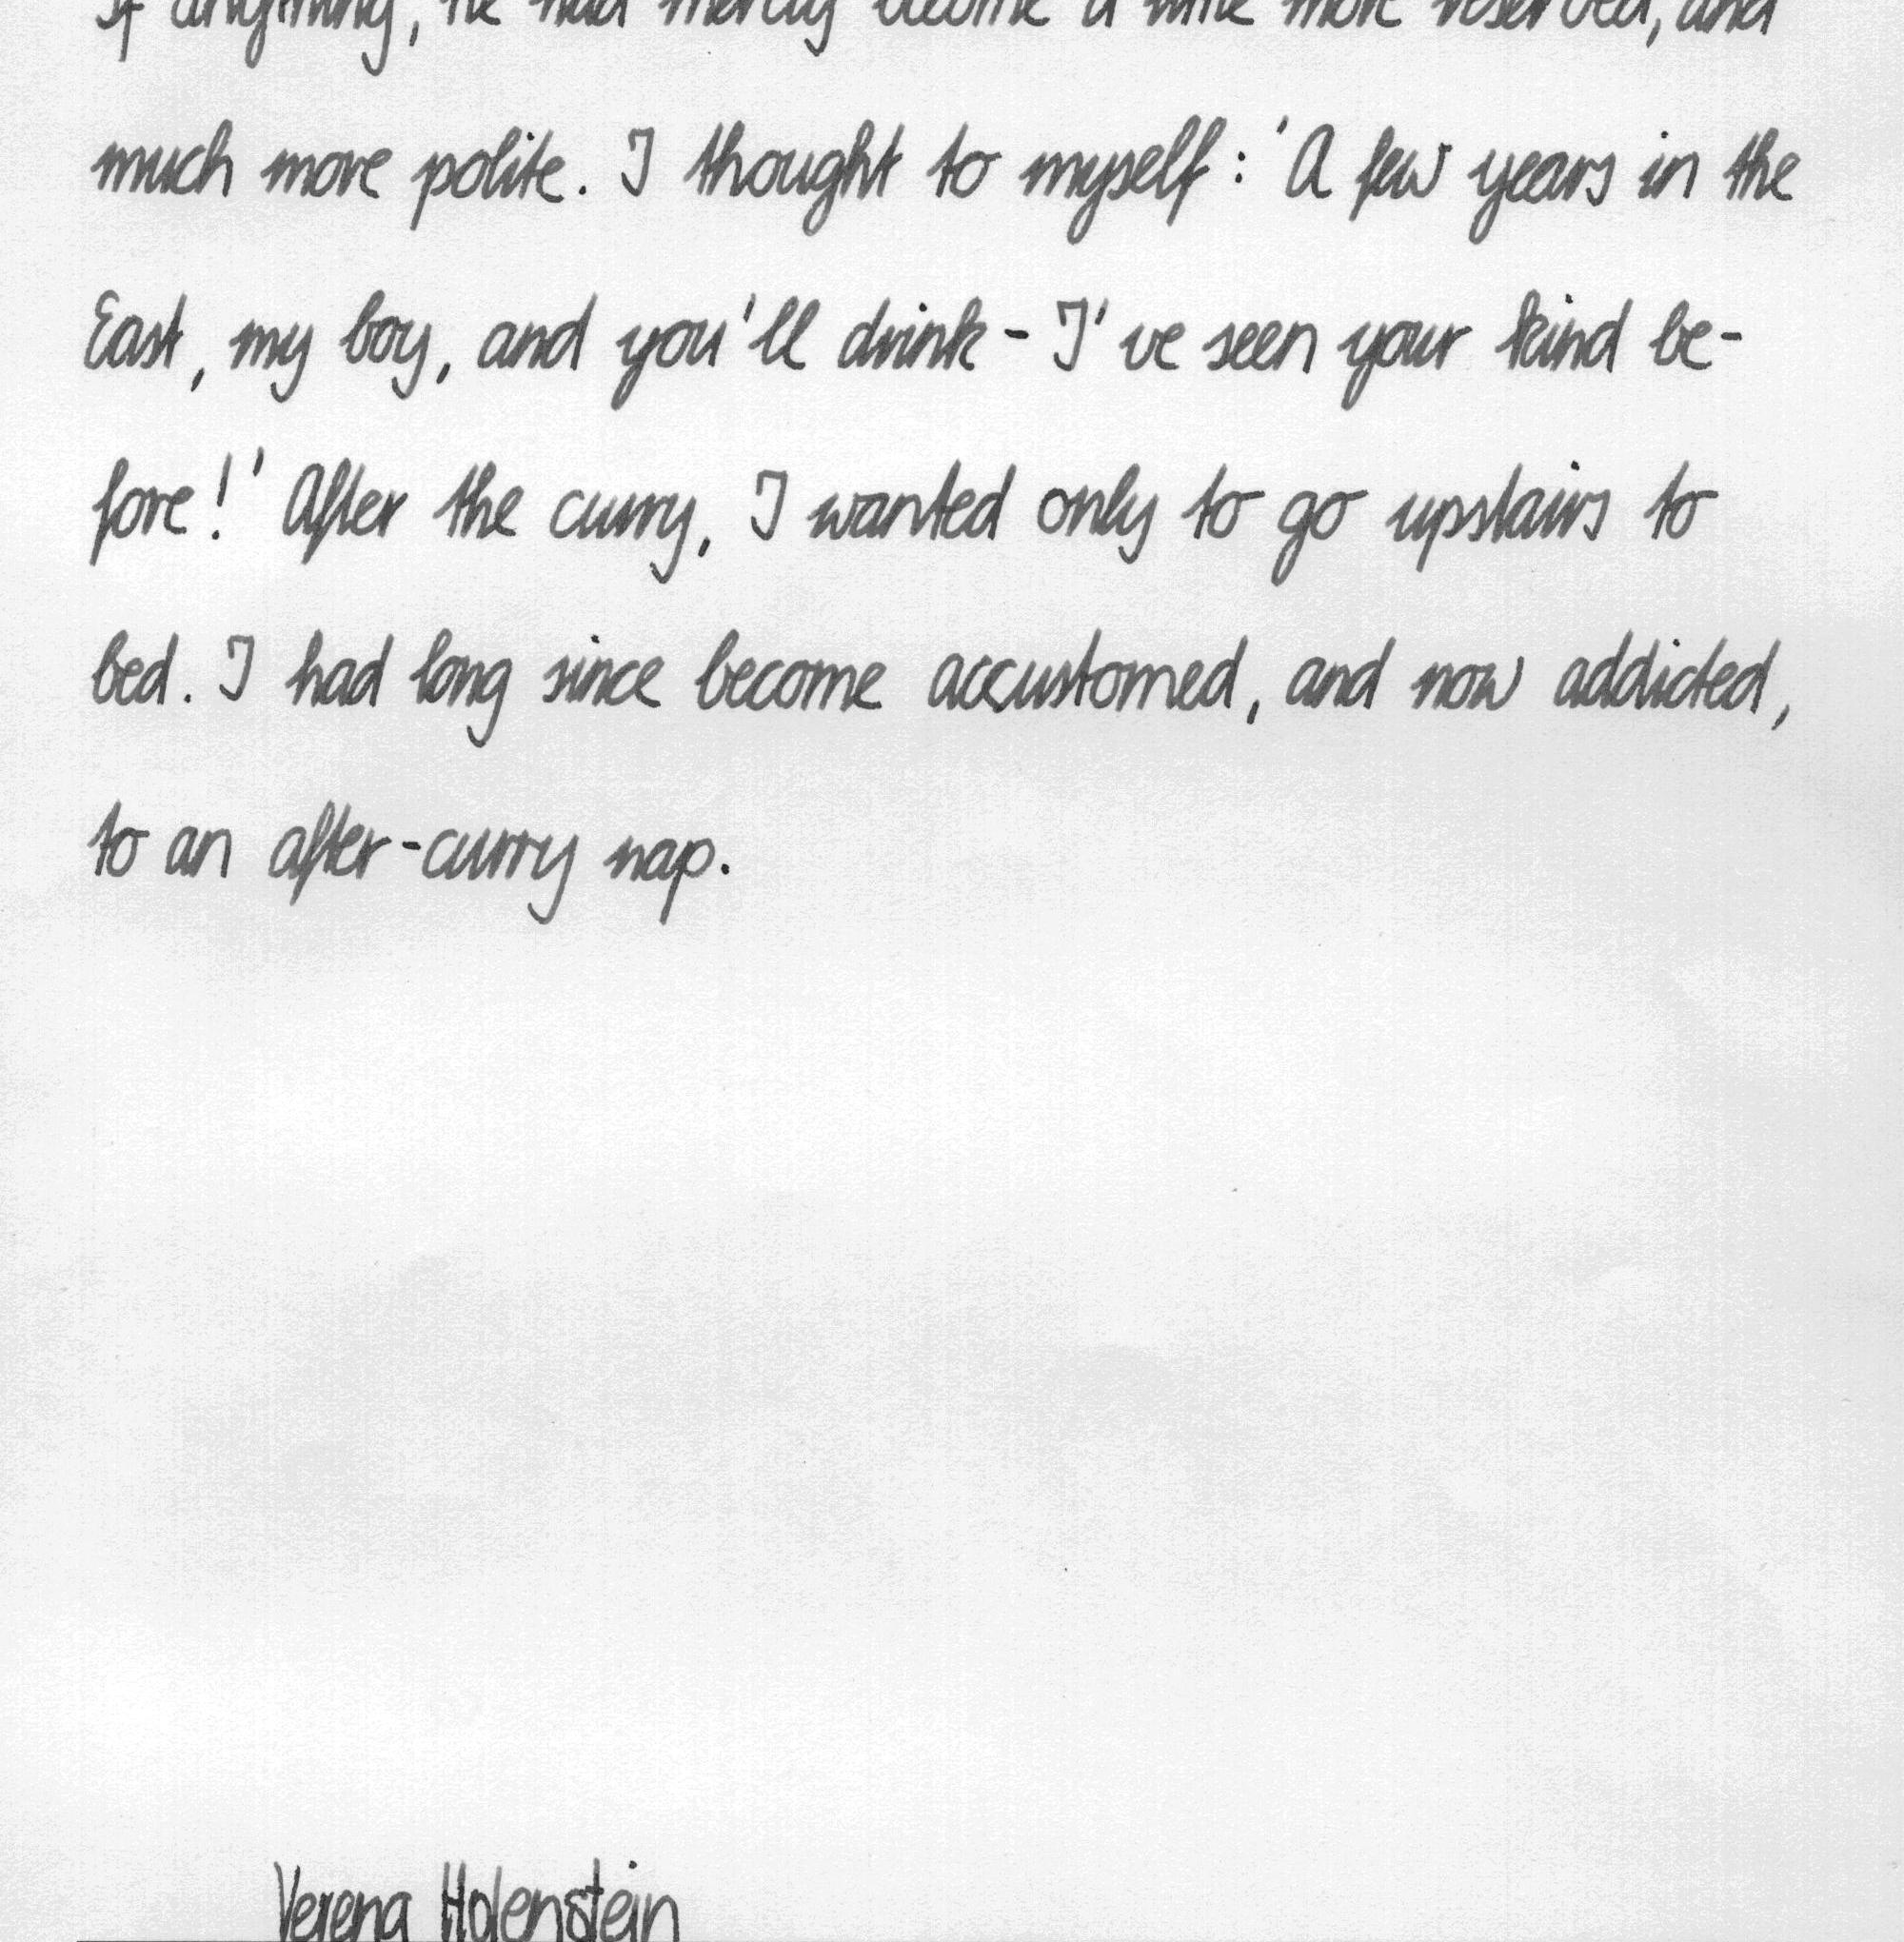 If anything, he had merely become a little more reserved, and
much more polite. I thought to myself: 'A few years in the
East, my boy, and you'll drink - I've seen your kind be-
fore!' After the curry, I wanted only to go upstairs to
bed. I had long since become accustomed, and now addicted,
to an after-curry nap.
Verena Holenstein